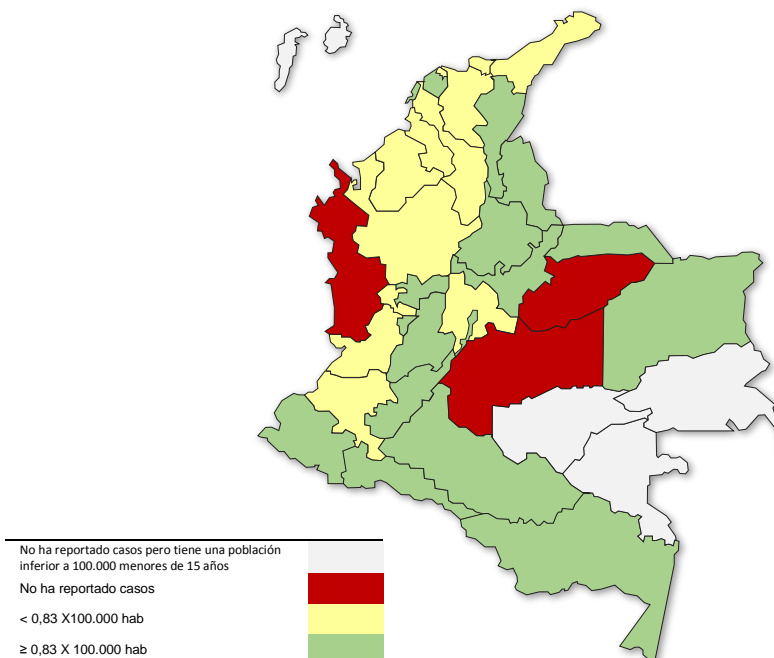 No ha reportado casos pero tiene una población
inferior a 100.000 menores de 15 años
No ha reportado casos
< 0,83 X100.000 hab
≥ 0,83 X 100.000 hab